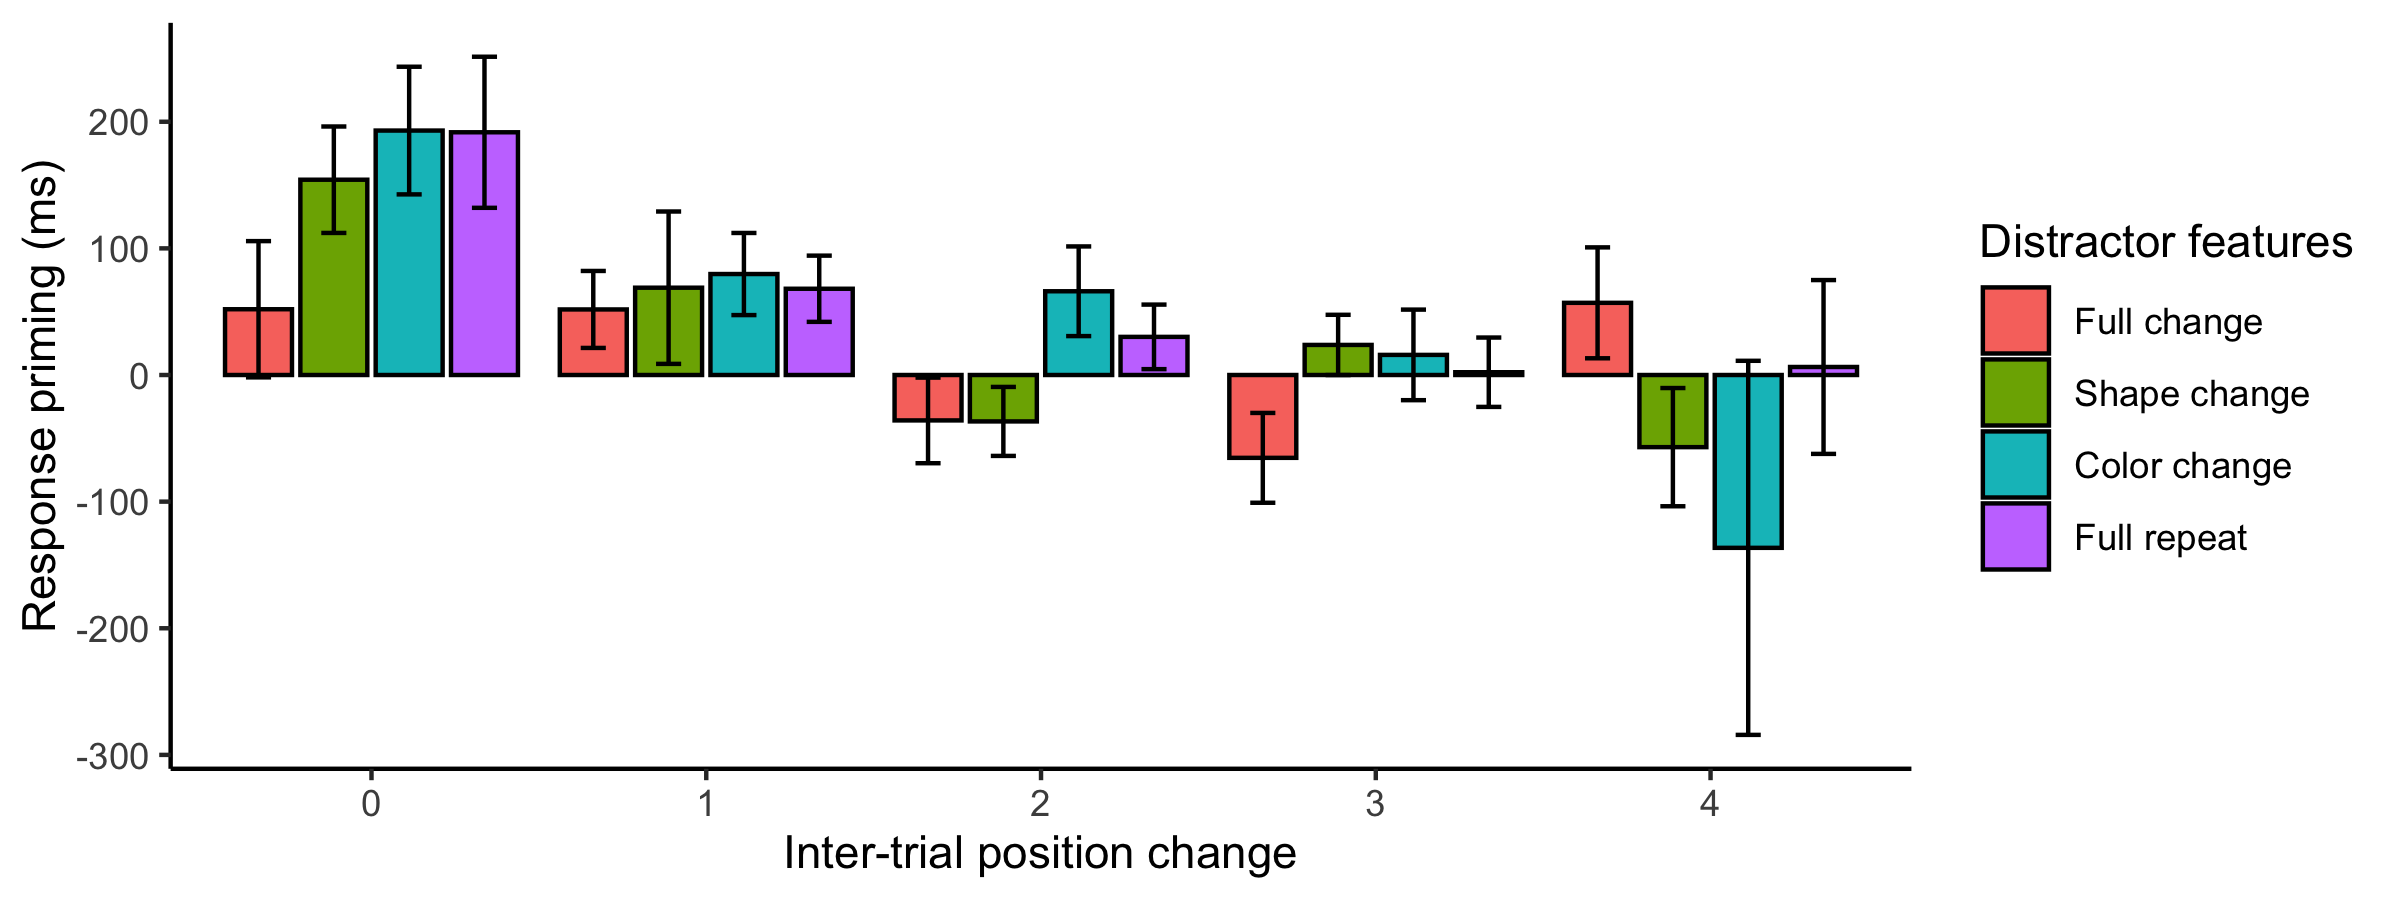 200
100
0
-100
-200
-300
Response priming (ms)
0 1 2 3 4
Inter-trial position change
Distractor features
Full change
Shape change
Color change
Full repeat